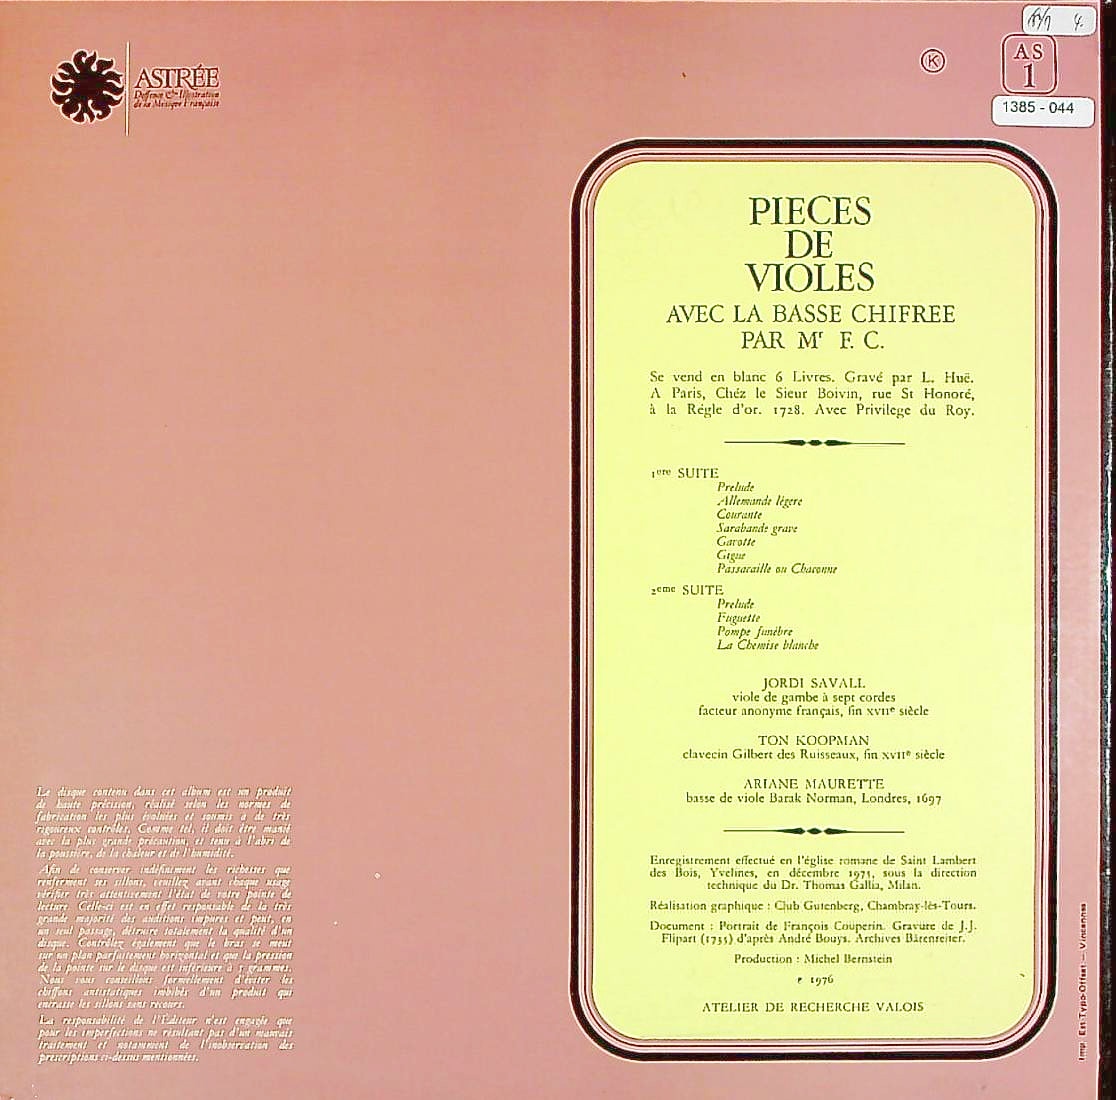 ASTRÉE
Deffence & Illustration
de la Musique Française
K
4.
AS
1
1385 - 044
PIECES
DE
VIOLES
AVEC LA BASSE CHIFREE
PAR Mr F. C.
Se vend en blanc 6 Livres. Gravé par L. Huë.
A Paris, Chéz le Sieur Boivin, rue St Honoré,
à la Régle d'or. 1728. Avec Privilege du Roy.
1ere SUITE
Prelude
Allemande légere
Courante
Sarabande grave
Gavotte
Gigue
Passacaille ou Chaconne
2eme SUITE
Prelude
Fuguette
Pompe funébre
La Chemise blanche
JORDI SAVALL
viole de gambe à sept cordes
facteur anonyme français, fin XVIIe siècle
TON KOOPMAN
clavecin Gilbert des Ruisseaux, fin XVIIe siècle
ARIANE MAURETTE
basse de viole Barak Norman, Londres, 1697
Enregistrement effectué en l'église romane de Saint Lambert
des Bois, Yvelines, en décembre 1975, sous la direction
technique du Dr. Thomas Gallia, Milan.
Réalisation graphique : Club Gutenberg, Chambray-lès-Tours.
Document : Portrait de François Couperin. Gravure de J.J.
Flipart (1735) d'après André Bouys. Archives Bärenreiter.
Production : Michel Bernstein
℗ 1976
ATELIER DE RECHERCHE VALOIS
Le disque contenu dans cet album est un produit
de haute précision, réalisé selon les normes de
fabrication les plus évoluées et soumis à de très
rigoureux contrôles. Comme tel, il doit être manié
avec la plus grande précaution, et tenu à l'abri de
la poussière, de la chaleur et de l'humidité.
Afin de conserver indéfiniment les richesses que
renferment ses sillons, veuillez avant chaque usage
vérifier très attentivement l'état de votre pointe de
lecture. Celle-ci est en effet responsable de la très
grande majorité des auditions impures et peut, en
un seul passage, détruire totalement la qualité d'un
disque. Contrôlez également que le bras se meut
sur un plan parfaitement horizontal et que la pression
de la pointe sur le disque est inférieure à 3 grammes.
Nous vous conseillons formellement d'éviter les
chiffons antistatiques imbibés d'un produit qui
encrasse les sillons sans recours.
La responsabilité de l'Editeur n'est engagée que
pour les imperfections ne résultant pas d'un mauvais
traitement et notamment de l'inobservation des
prescriptions ci-dessus mentionnées.
Imp. Est-Typo-Offset – Vincennes